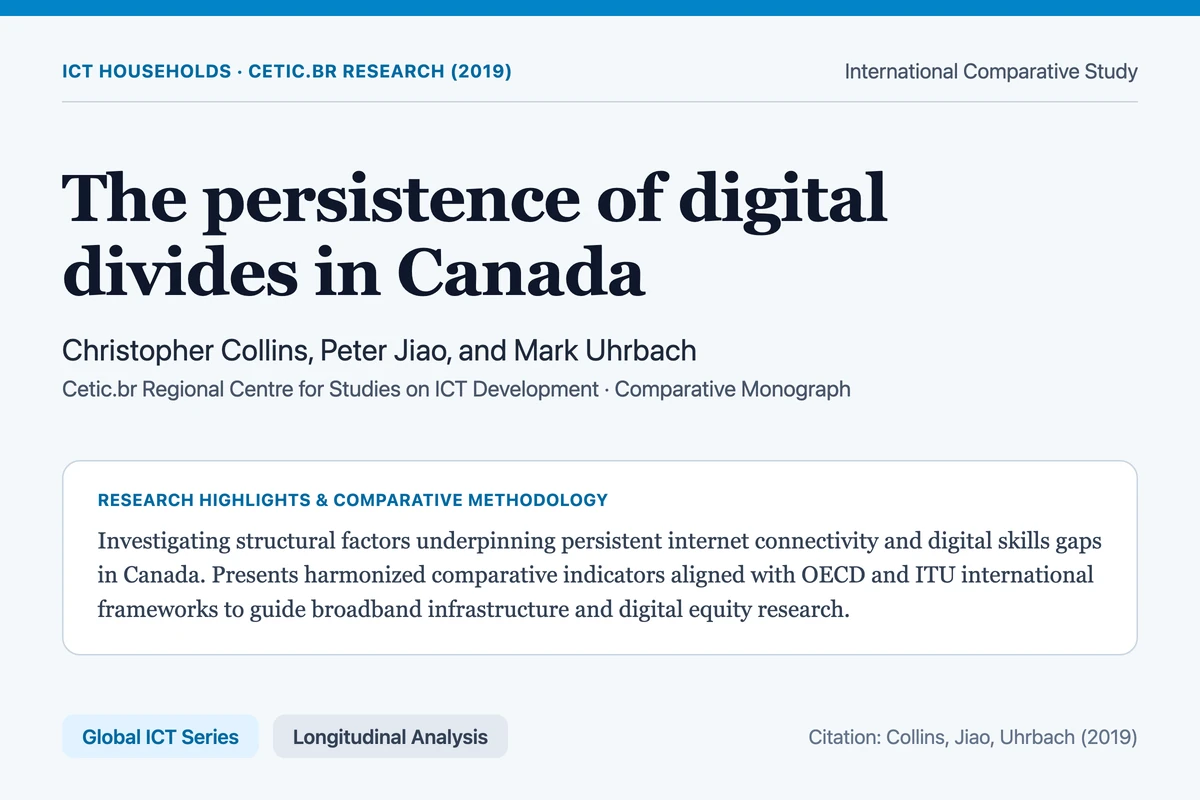 ICT HOUSEHOLDS · CETIC.BR RESEARCH (2019)
International Comparative Study
The persistence of digital
divides in Canada
Christopher Collins, Peter Jiao, and Mark Uhrbach
Cetic.br Regional Centre for Studies on ICT Development · Comparative Monograph
RESEARCH HIGHLIGHTS & COMPARATIVE METHODOLOGY
Investigating structural factors underpinning persistent internet connectivity and digital skills gaps
in Canada. Presents harmonized comparative indicators aligned with OECD and ITU international
frameworks to guide broadband infrastructure and digital equity research.
Global ICT Series
Longitudinal Analysis
Citation: Collins, Jiao, Uhrbach (2019)